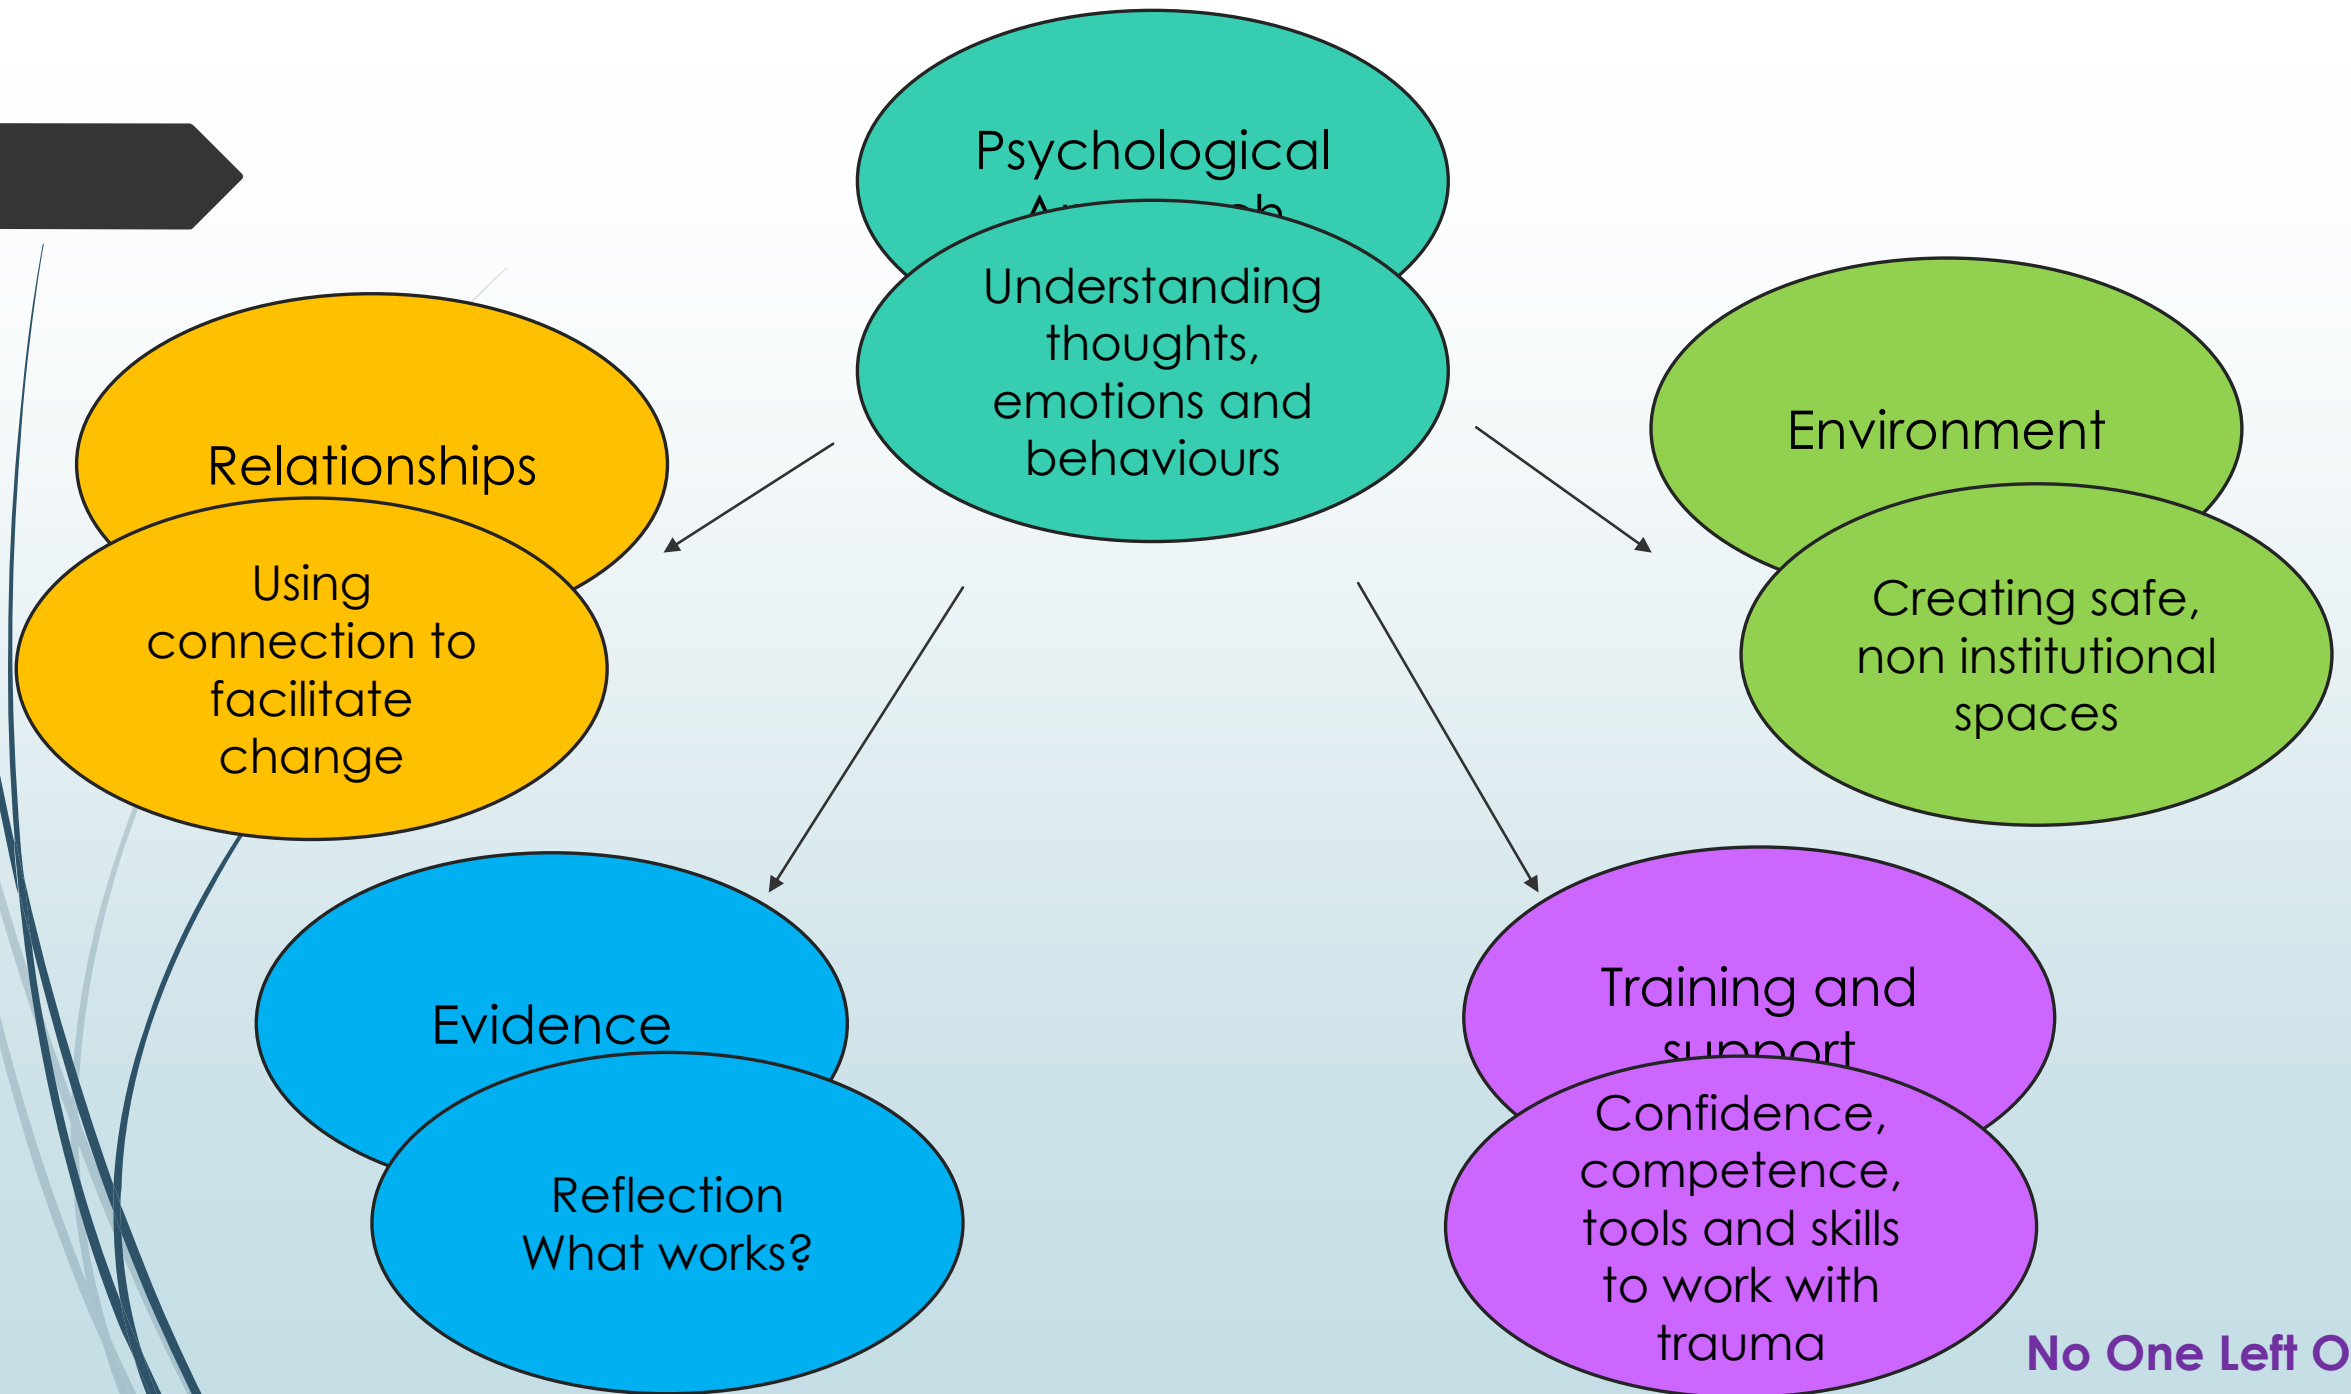 Psychological
Understanding
thoughts,
emotions and
behaviours
Relationships
Using
connection to
facilitate
change
Environment
Creating safe,
non institutional
spaces
Evidence
Reflection
What works?
Training and
support
Confidence,
competence,
tools and skills
to work with
trauma
No One Left O